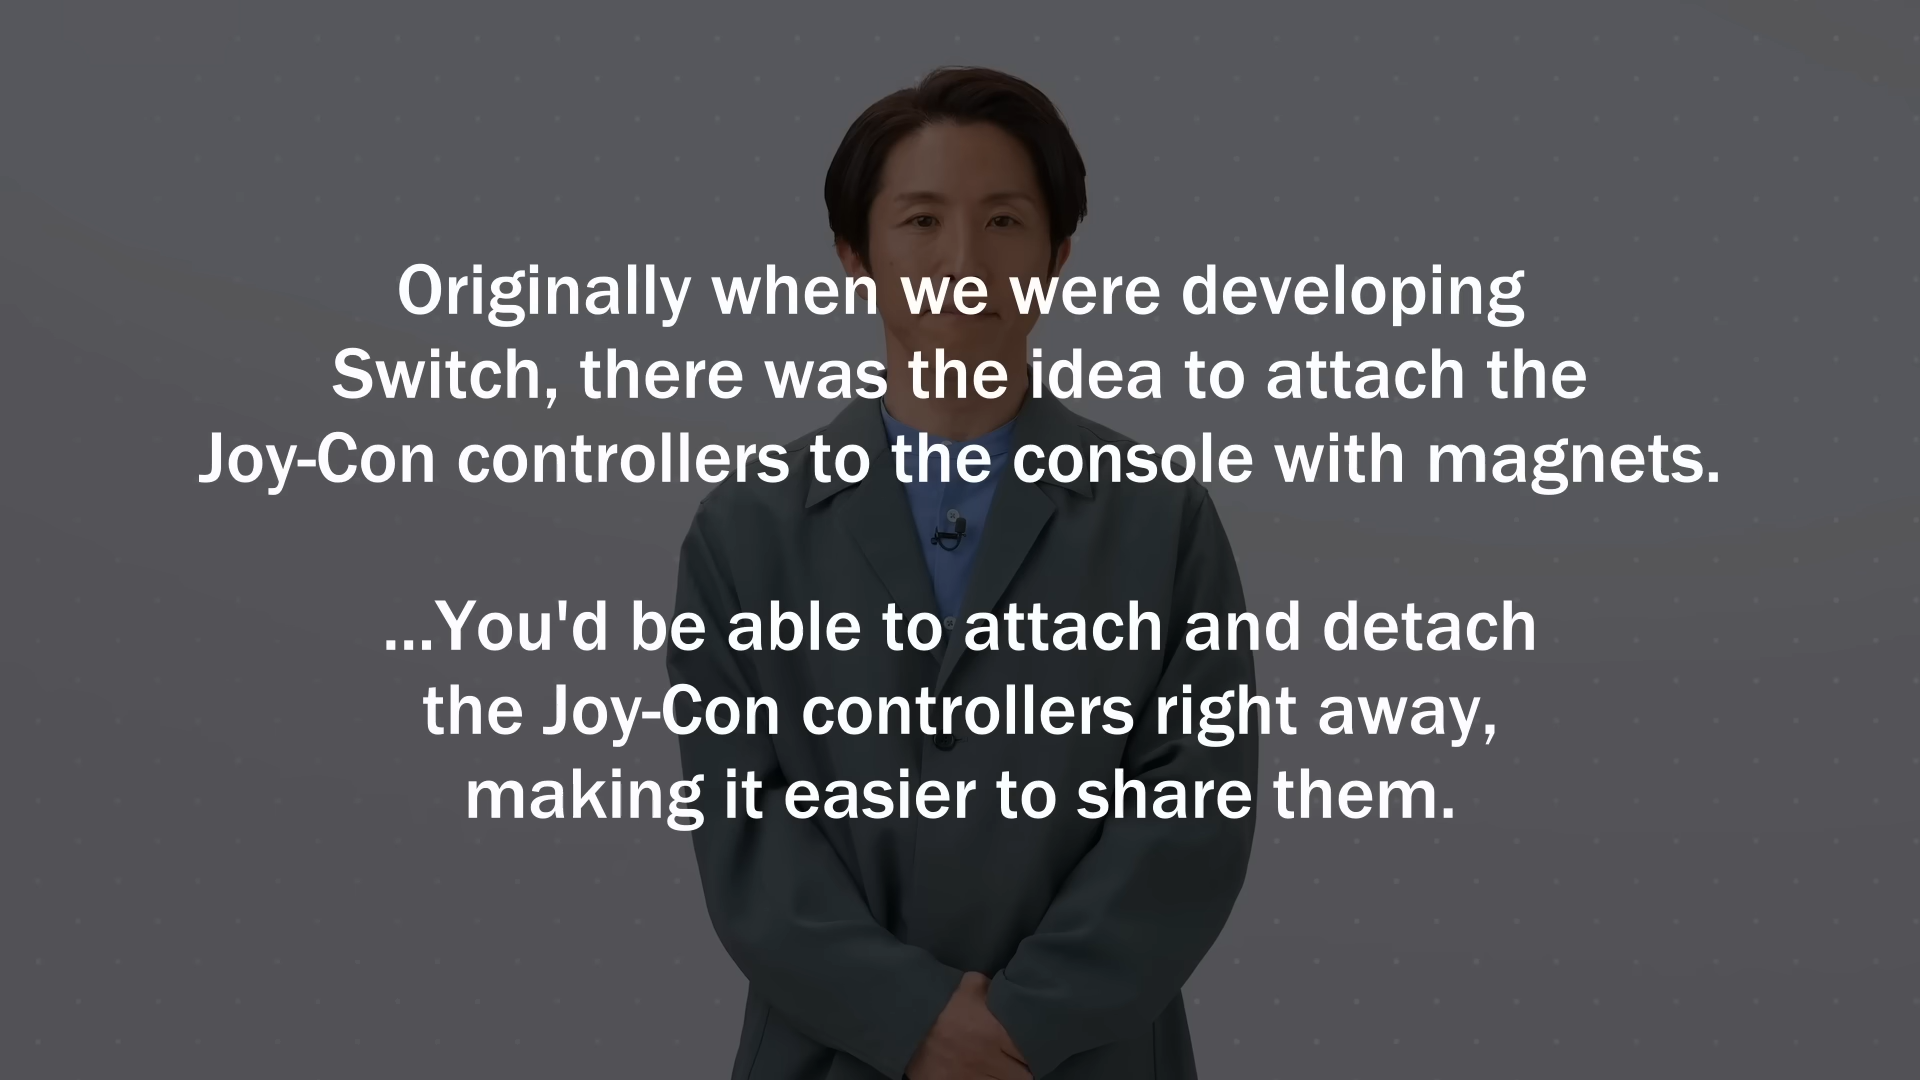 Originally when we were developing
Switch, there was the idea to attach the
Joy-Con controllers to the console with magnets.
...You'd be able to attach and detach
the Joy-Con controllers right away,
making it easier to share them.